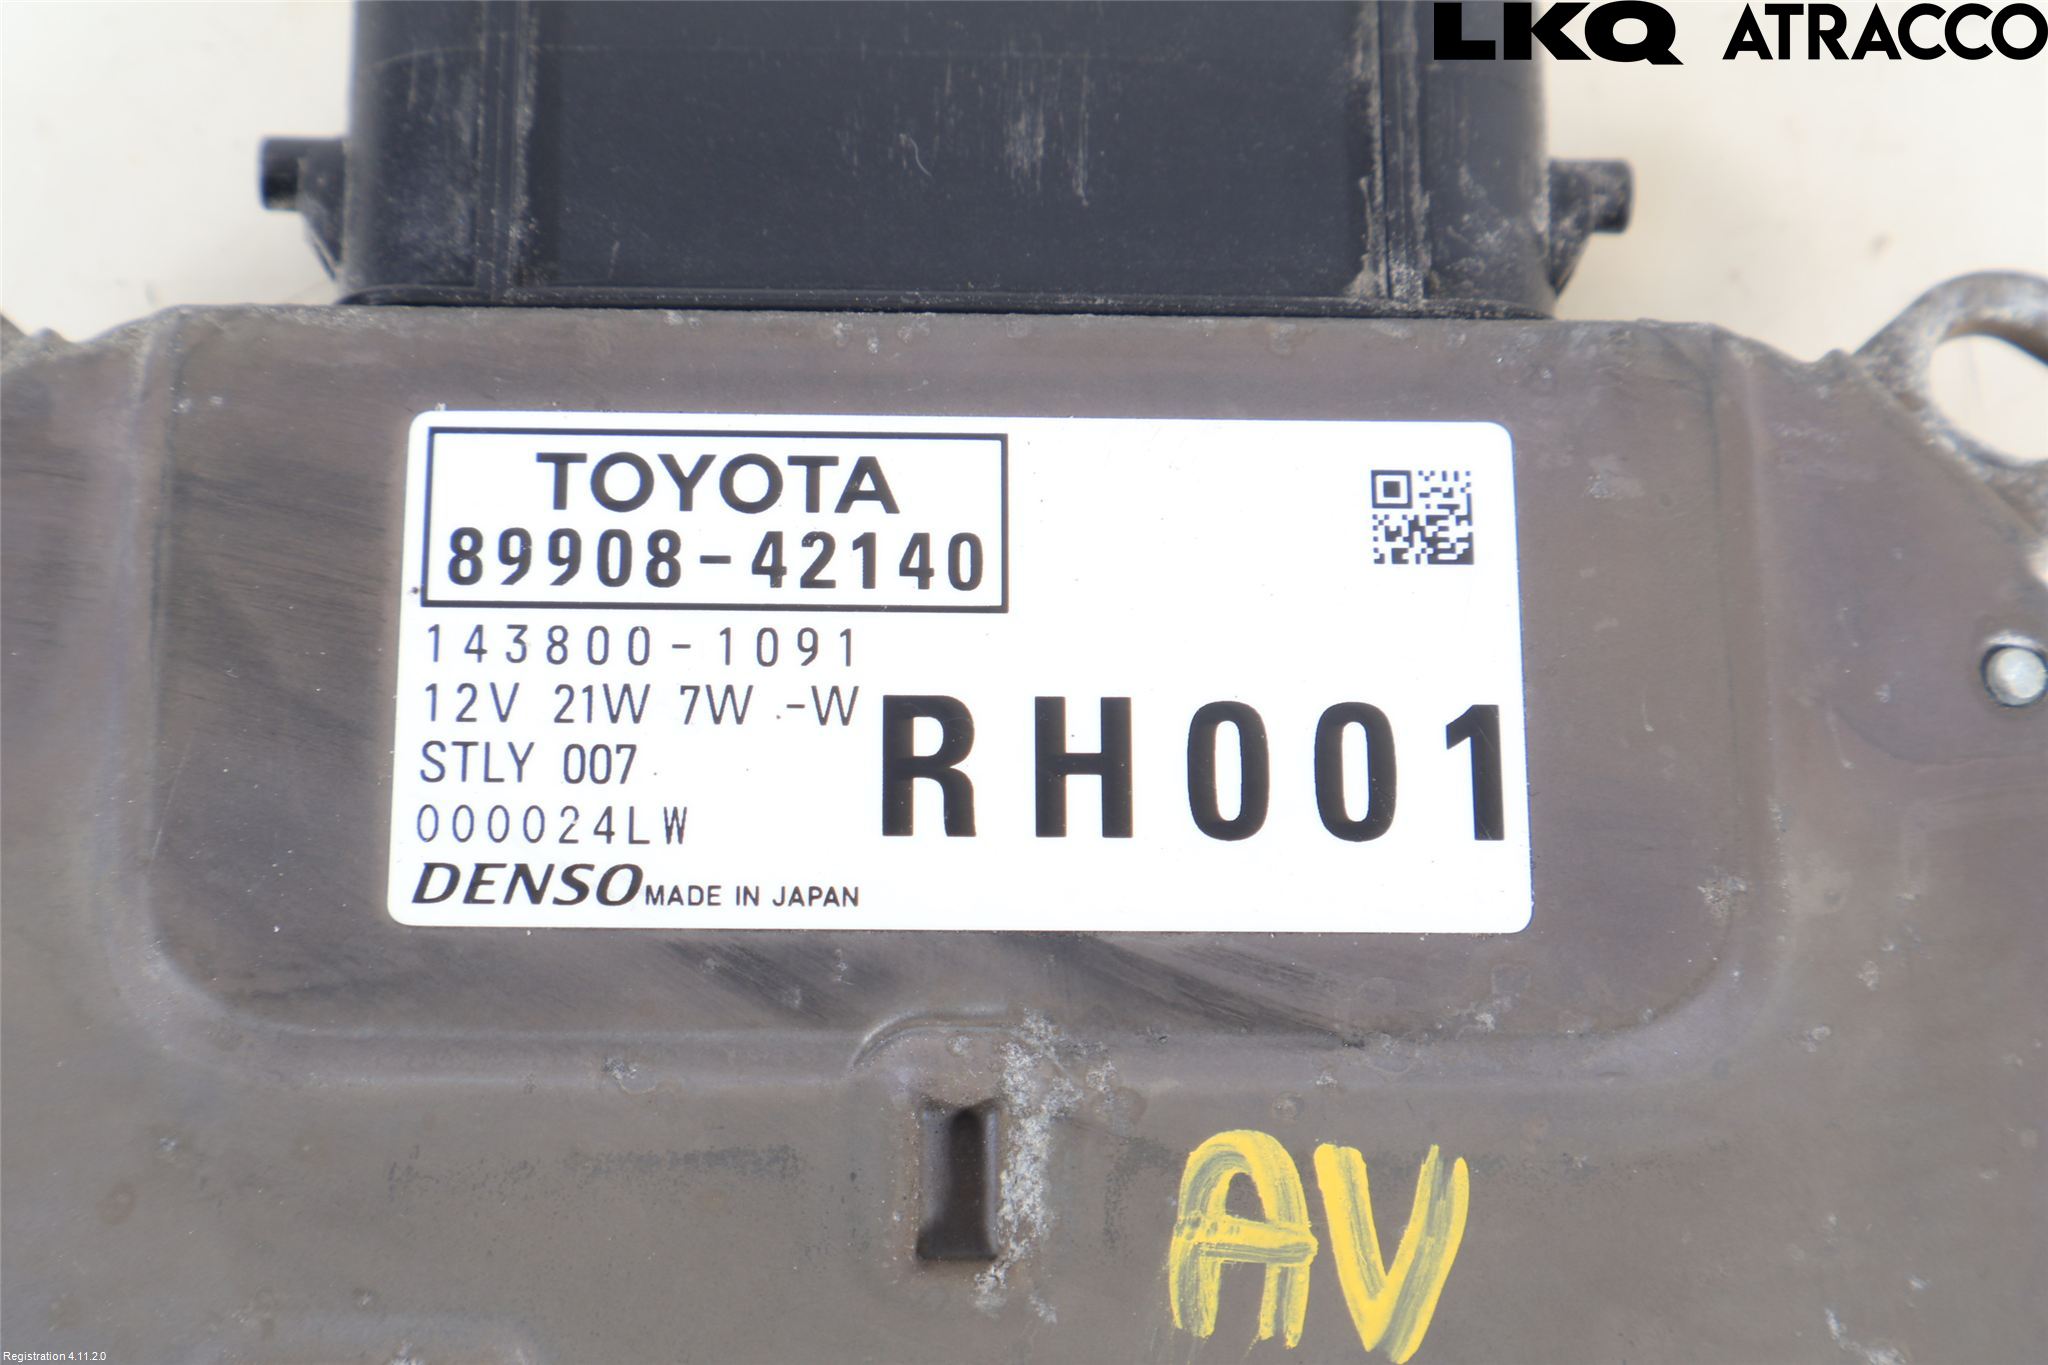 LKQ ATRACCO
TOYOTA
89908-42140
143800-1091
12V 21W 7W -W
STLY 007
000024LW
RH001
DENSO MADE IN JAPAN
AV
Registration 4.11.2.0